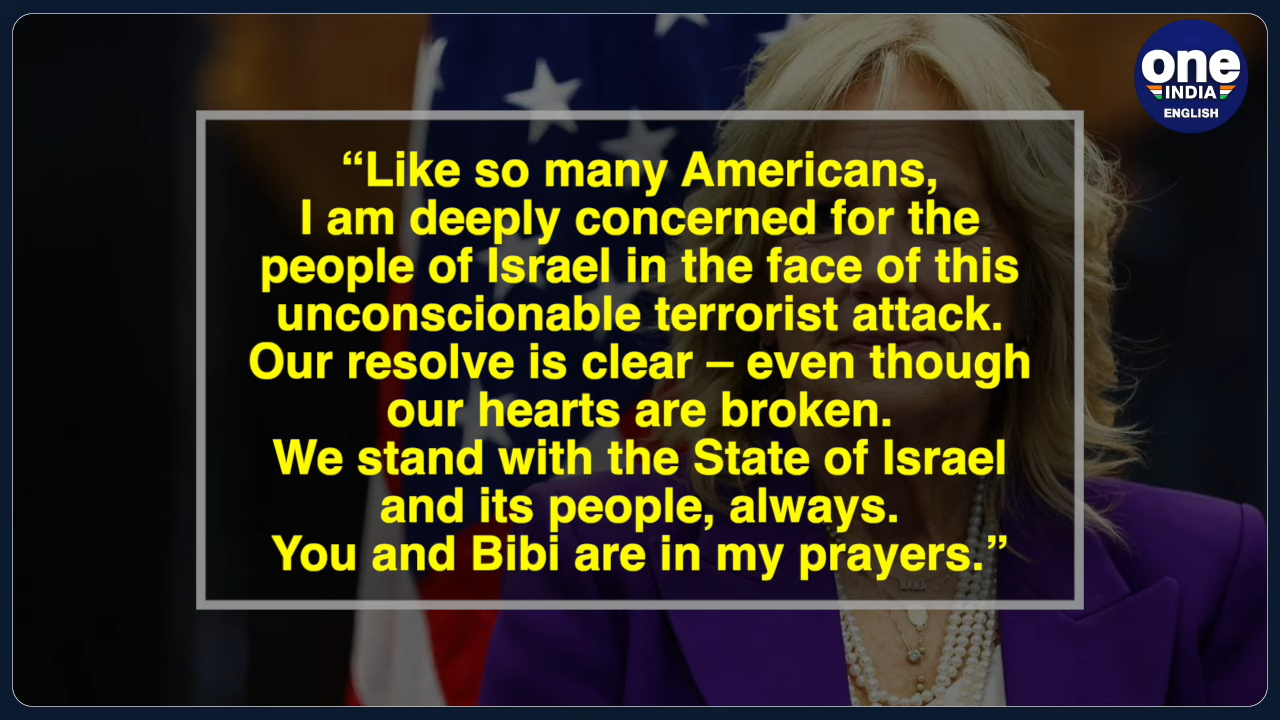 one
INDIA
ENGLISH
“Like so many Americans,
I am deeply concerned for the
people of Israel in the face of this
unconscionable terrorist attack.
Our resolve is clear – even though
our hearts are broken.
We stand with the State of Israel
and its people, always.
You and Bibi are in my prayers.”